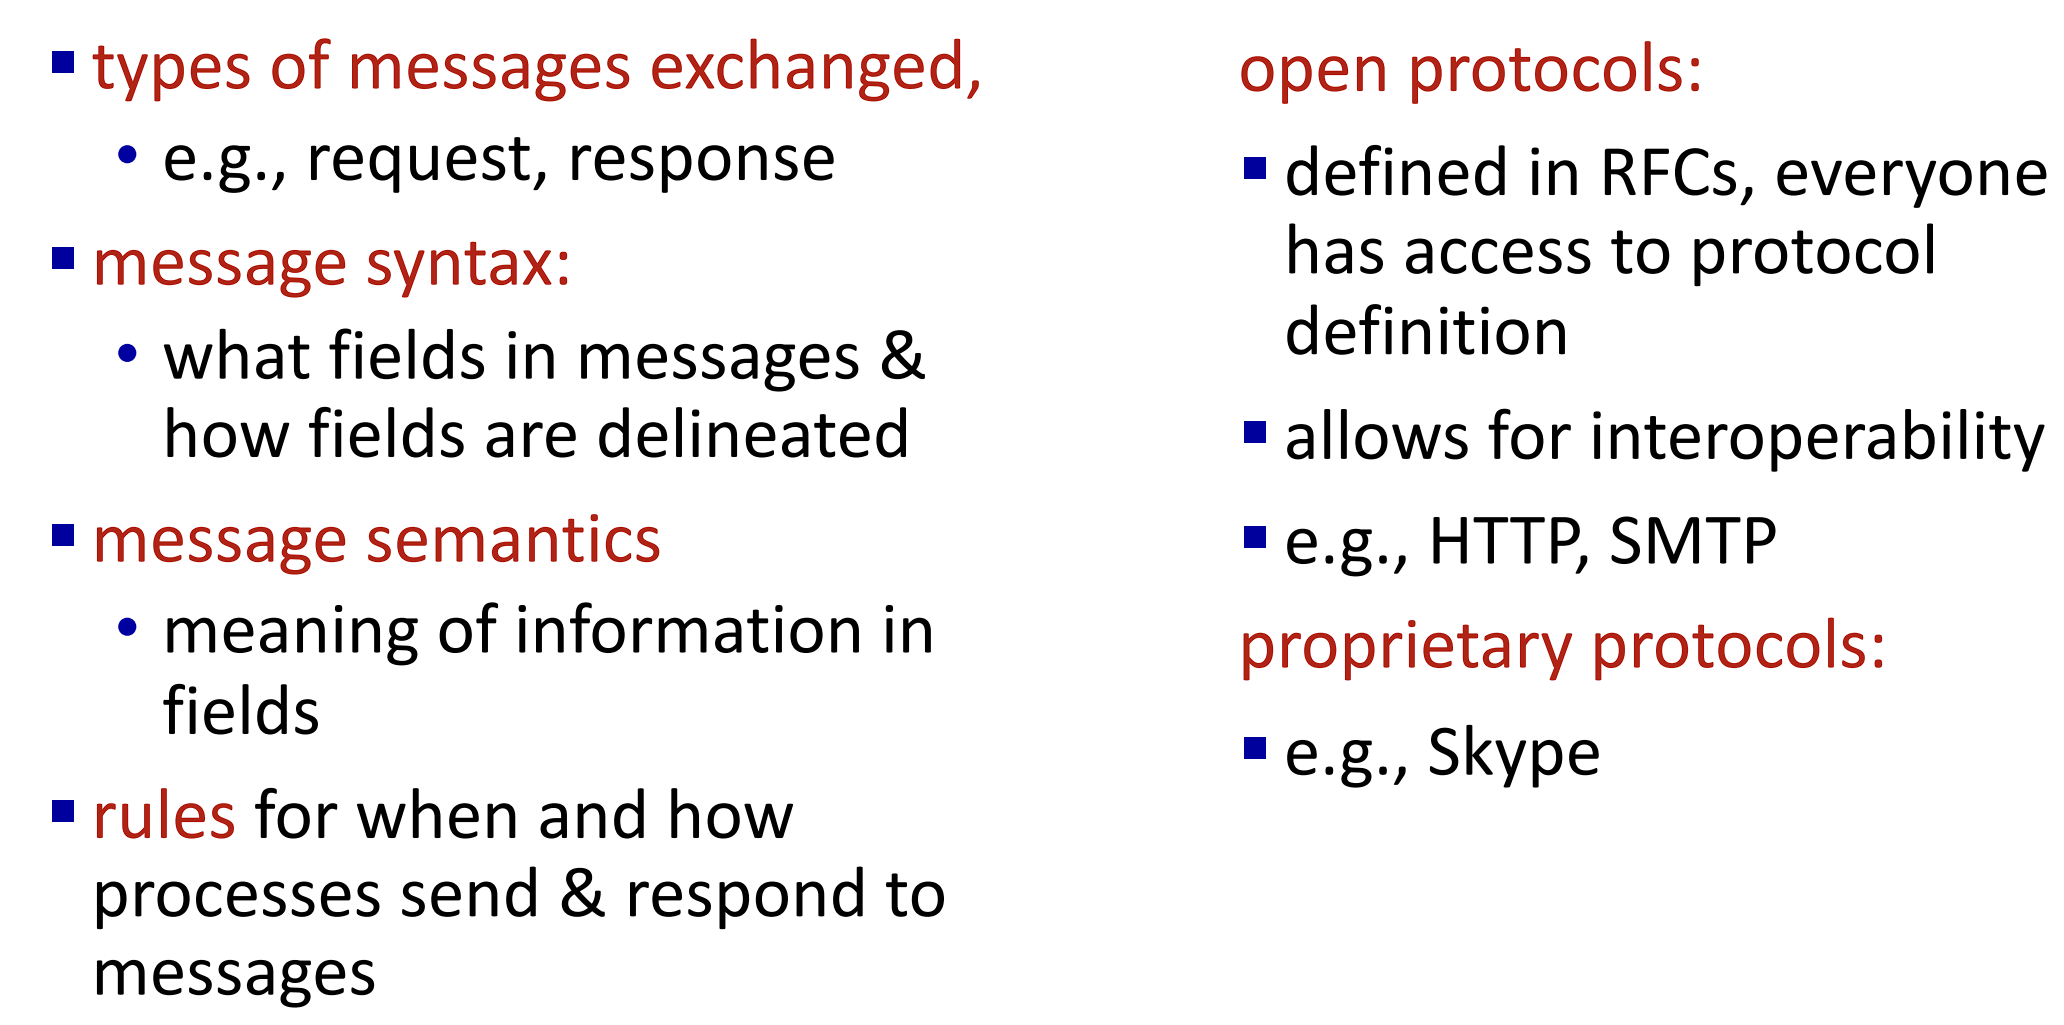 types of messages exchanged,
e.g., request, response
message syntax:
what fields in messages &
how fields are delineated
message semantics
meaning of information in
fields
rules for when and how
processes send & respond to
messages
open protocols:
defined in RFCs, everyone
has access to protocol
definition
allows for interoperability
e.g., HTTP, SMTP
proprietary protocols:
e.g., Skype